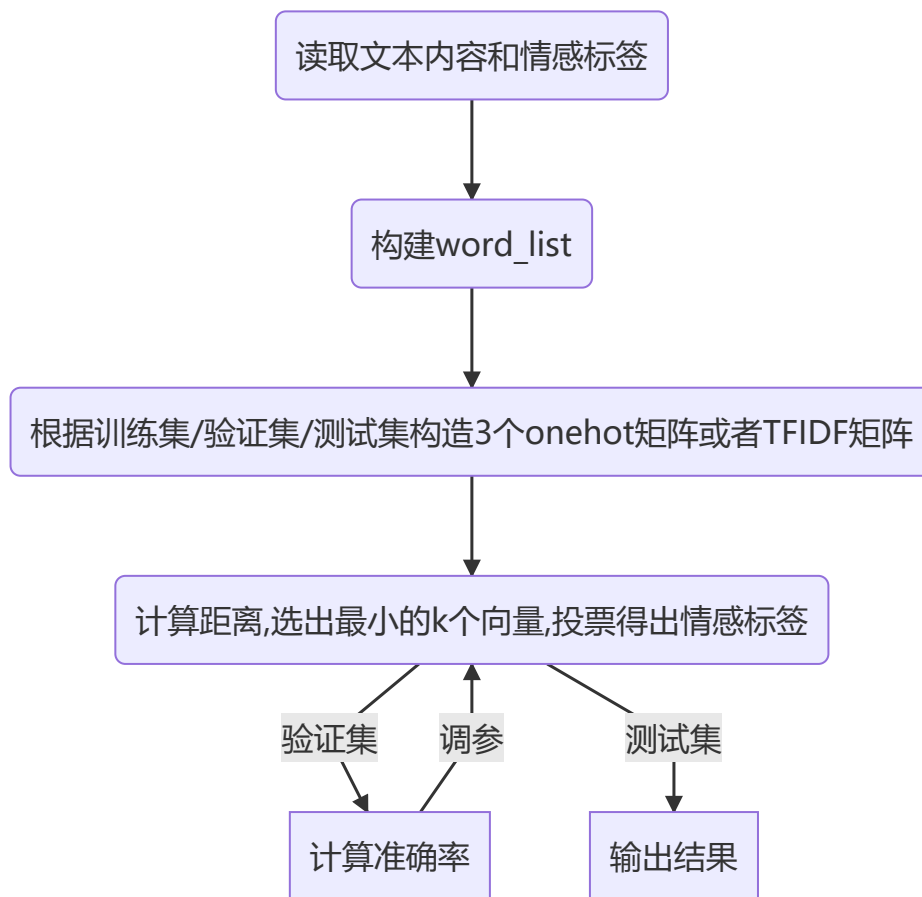 读取文本内容和情感标签
构建word_list
根据训练集/验证集/测试集构造3个onehot矩阵或者TFIDF矩阵
计算距离,选出最小的k个向量,投票得出情感标签
验证集
调参
测试集
计算准确率
输出结果